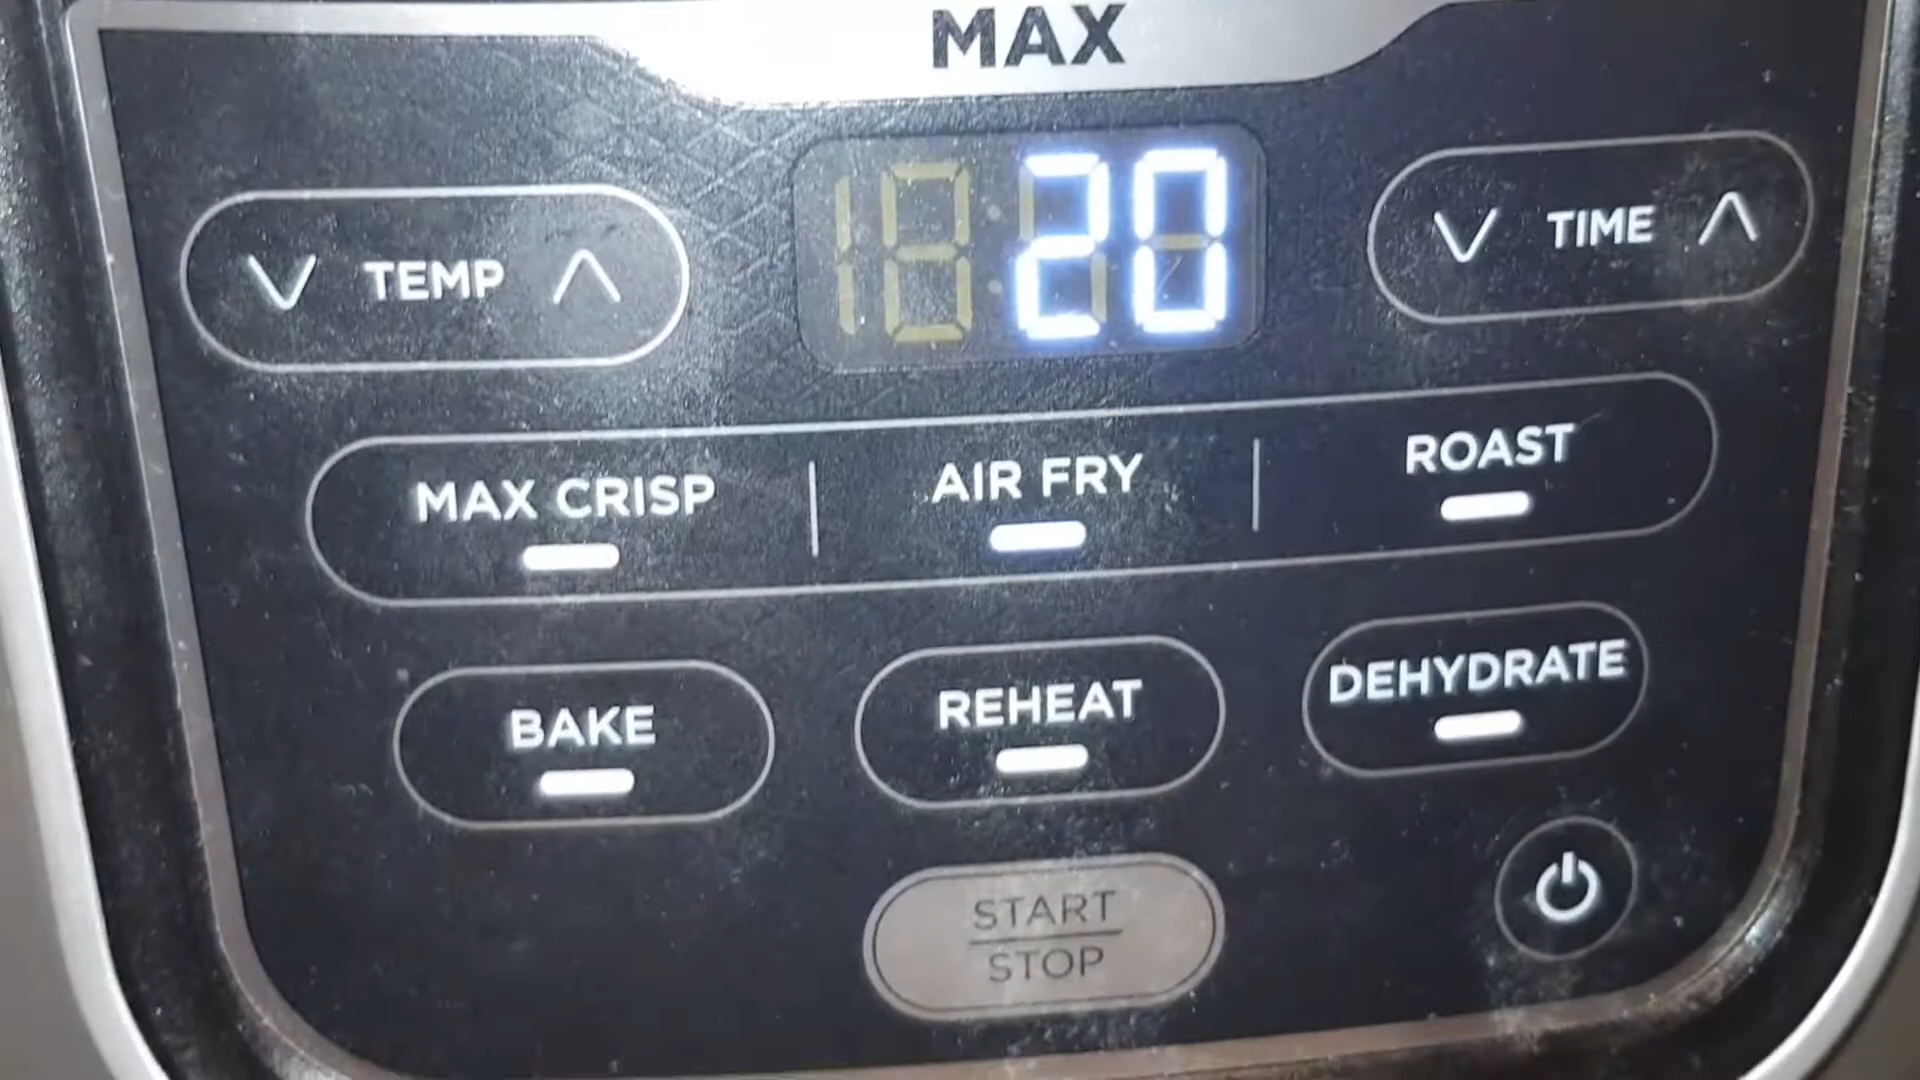 MAX
20
TEMP
TIME
MAX CRISP
AIR FRY
ROAST
BAKE
REHEAT
DEHYDRATE
START
STOP